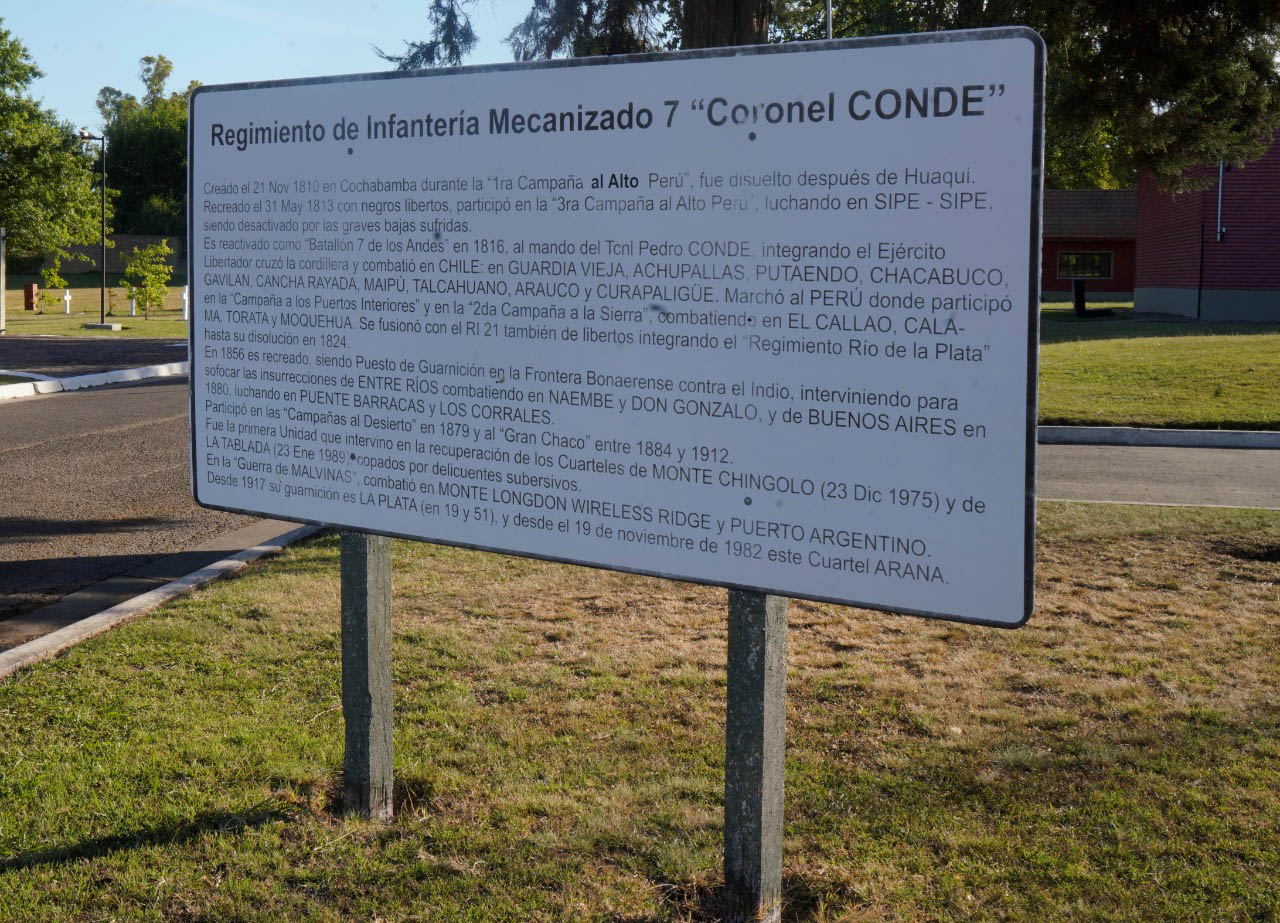 Regimiento de Infantería Mecanizado 7 “Coronel CONDE”
Creado el 21 Nov 1810 en Cochabamba durante la “1ra Campaña al Alto Perú”, fue disuelto después de Huaqui.
Recreado el 31 May 1813 con negros libertos, participó en la “3ra Campaña al Alto Perú”, luchando en SIPE - SIPE,
siendo desactivado por las graves bajas sufridas.
Es reactivado como “Batallón 7 de los Andes” en 1816, al mando del Tcnl Pedro CONDE, integrando el Ejército
Libertador cruzó la cordillera y combatió en CHILE: en GUARDIA VIEJA, ACHUPALLAS, PUTAENDO, CHACABUCO,
GAVILAN, CANCHA RAYADA, MAIPÚ, TALCAHUANO, ARAUCO y CURAPALIGÜE. Marchó al PERÚ donde participó
en la “Campaña a los Puertos Interiores” y en la “2da Campaña a la Sierra”, combatiendo en EL CALLAO, CALA-
MA, TORATA y MOQUEHUA. Se fusionó con el RI 21 también de libertos integrando el “Regimiento Río de la Plata”
hasta su disolución en 1824.
En 1856 es recreado, siendo Puesto de Guarnición en la Frontera Bonaerense contra el Indio, interviniendo para
sofocar las insurrecciones de ENTRE RÍOS combatiendo en NAEMBE y DON GONZALO, y de BUENOS AIRES en
1880, luchando en PUENTE BARRACAS y LOS CORRALES.
Participó en las “Campañas al Desierto” en 1879 y al “Gran Chaco” entre 1884 y 1912.
Fue la primera Unidad que intervino en la recuperación de los Cuarteles de MONTE CHINGOLO (23 Dic 1975) y de
LA TABLADA (23 Ene 1989) copados por delicuentes subersivos.
En la “Guerra de MALVINAS”, combatió en MONTE LONGDON WIRELESS RIDGE y PUERTO ARGENTINO.
Desde 1917 su guarnición es LA PLATA (en 19 y 51), y desde el 19 de noviembre de 1982 este Cuartel ARANA.